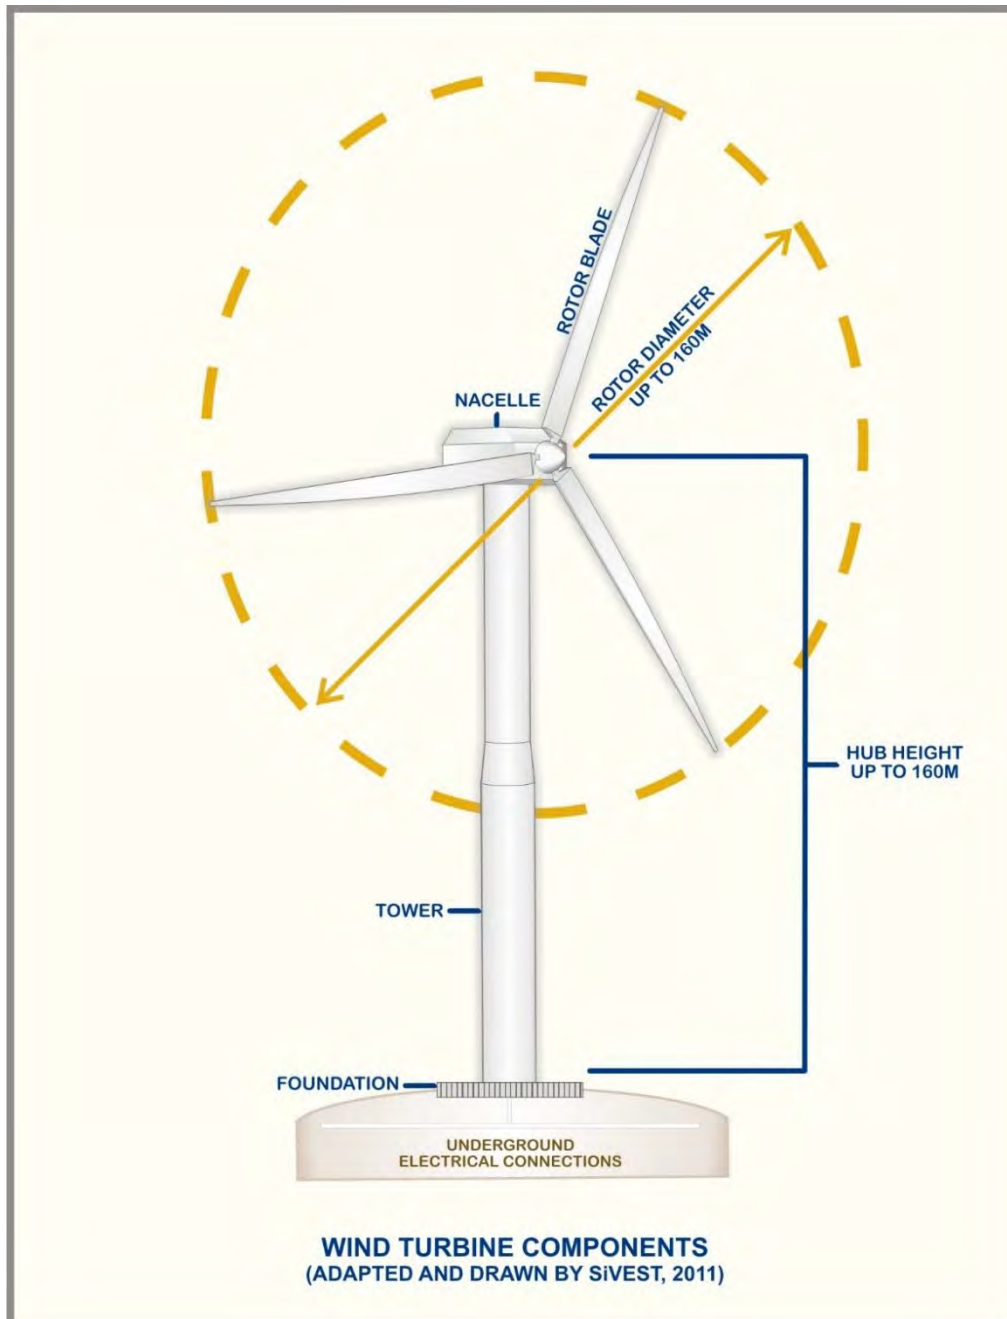 ROTOR BLADE
ROTOR DIAMETER
UP TO 160M
NACELLE
HUB HEIGHT
UP TO 160M
TOWER
FOUNDATION
UNDERGROUND
ELECTRICAL CONNECTIONS
WIND TURBINE COMPONENTS
(ADAPTED AND DRAWN BY SiVEST, 2011)